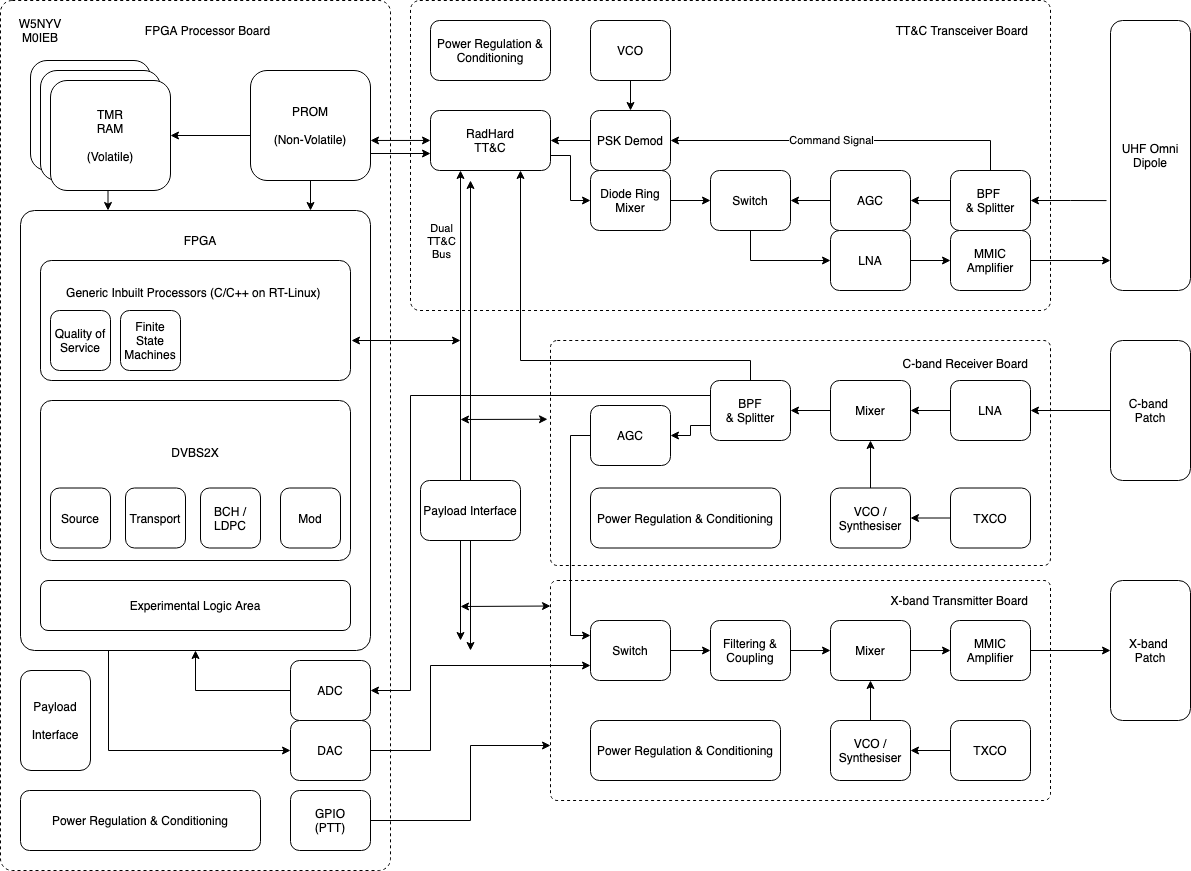 W5NYV
M0IEB
FPGA Processor Board
TMR
RAM
(Volatile)
PROM
(Non-Volatile)
FPGA
Generic Inbuilt Processors (C/C++ on RT-Linux)
Quality of
Service
Finite
State
Machines
DVBS2X
Source
Transport
BCH /
LDPC
Mod
Experimental Logic Area
Payload
Interface
ADC
DAC
Power Regulation & Conditioning
GPIO
(PTT)
TT&C Transceiver Board
Power Regulation &
Conditioning
VCO
RadHard
TT&C
PSK Demod
Command Signal
Diode Ring
Mixer
Switch
AGC
BPF
& Splitter
LNA
MMIC
Amplifier
UHF Omni
Dipole
Dual
TT&C
Bus
Payload Interface
C-band Receiver Board
BPF
& Splitter
Mixer
LNA
AGC
Power Regulation & Conditioning
VCO /
Synthesiser
TXCO
C-band
Patch
X-band Transmitter Board
Switch
Filtering &
Coupling
Mixer
MMIC
Amplifier
Power Regulation & Conditioning
VCO /
Synthesiser
TXCO
X-band
Patch